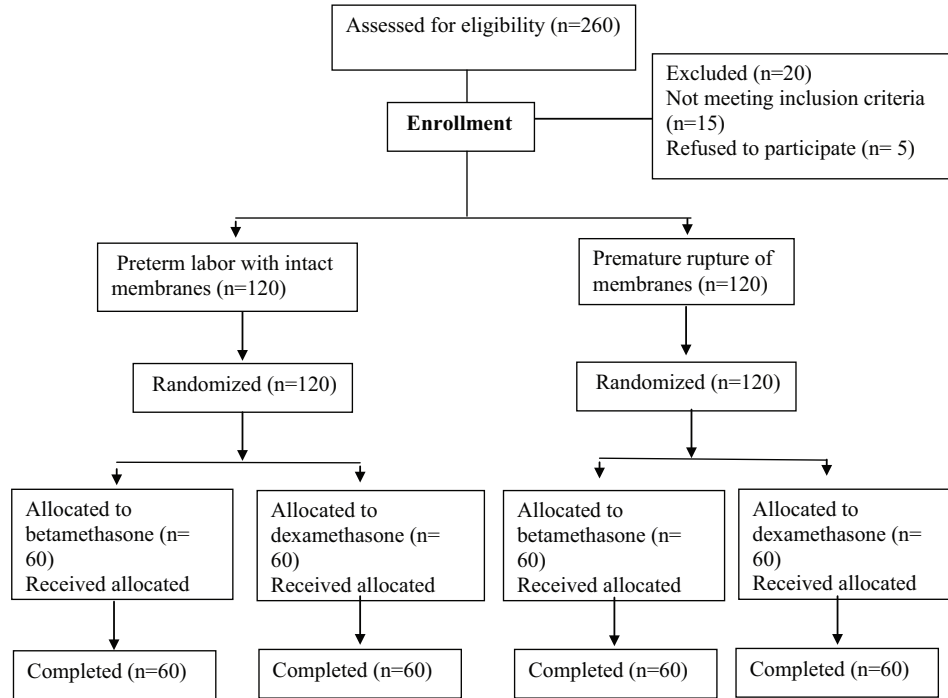 Assessed for eligibility (n=260)
Excluded (n=20)
Not meeting inclusion criteria
(n=15)
Refused to participate (n= 5)
Enrollment
Preterm labor with intact
membranes (n=120)
Premature rupture of
membranes (n=120)
Randomized (n=120)
Randomized (n=120)
Allocated to
betamethasone (n=
60)
Received allocated
Allocated to
dexamethasone (n=
60)
Received allocated
Allocated to
betamethasone (n=
60)
Received allocated
Allocated to
dexamethasone (n=
60)
Received allocated
Completed (n=60)
Completed (n=60)
Completed (n=60)
Completed (n=60)